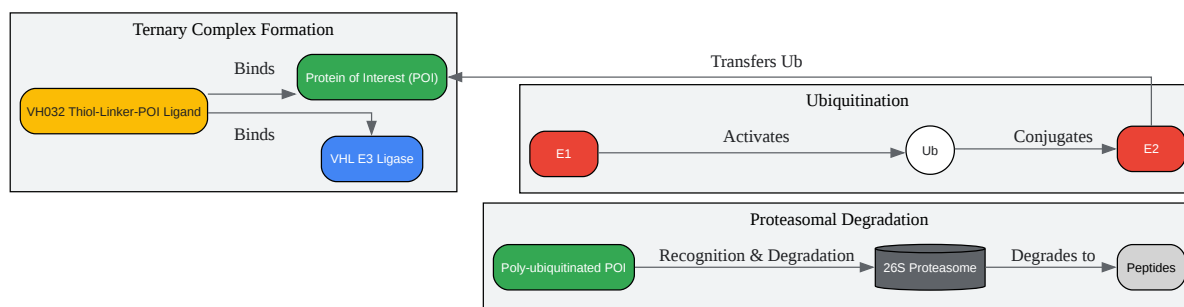 Ternary Complex Formation
Binds
Protein of Interest (POI)
VH032 Thiol-Linker-POI Ligand
Binds
VHL E3 Ligase
Transfers Ub
Ubiquitination
E1
Activates
Ub
Conjugates
E2
Proteasomal Degradation
Poly-ubiquitinated POI
Recognition & Degradation
26S Proteasome
Degrades to
Peptides